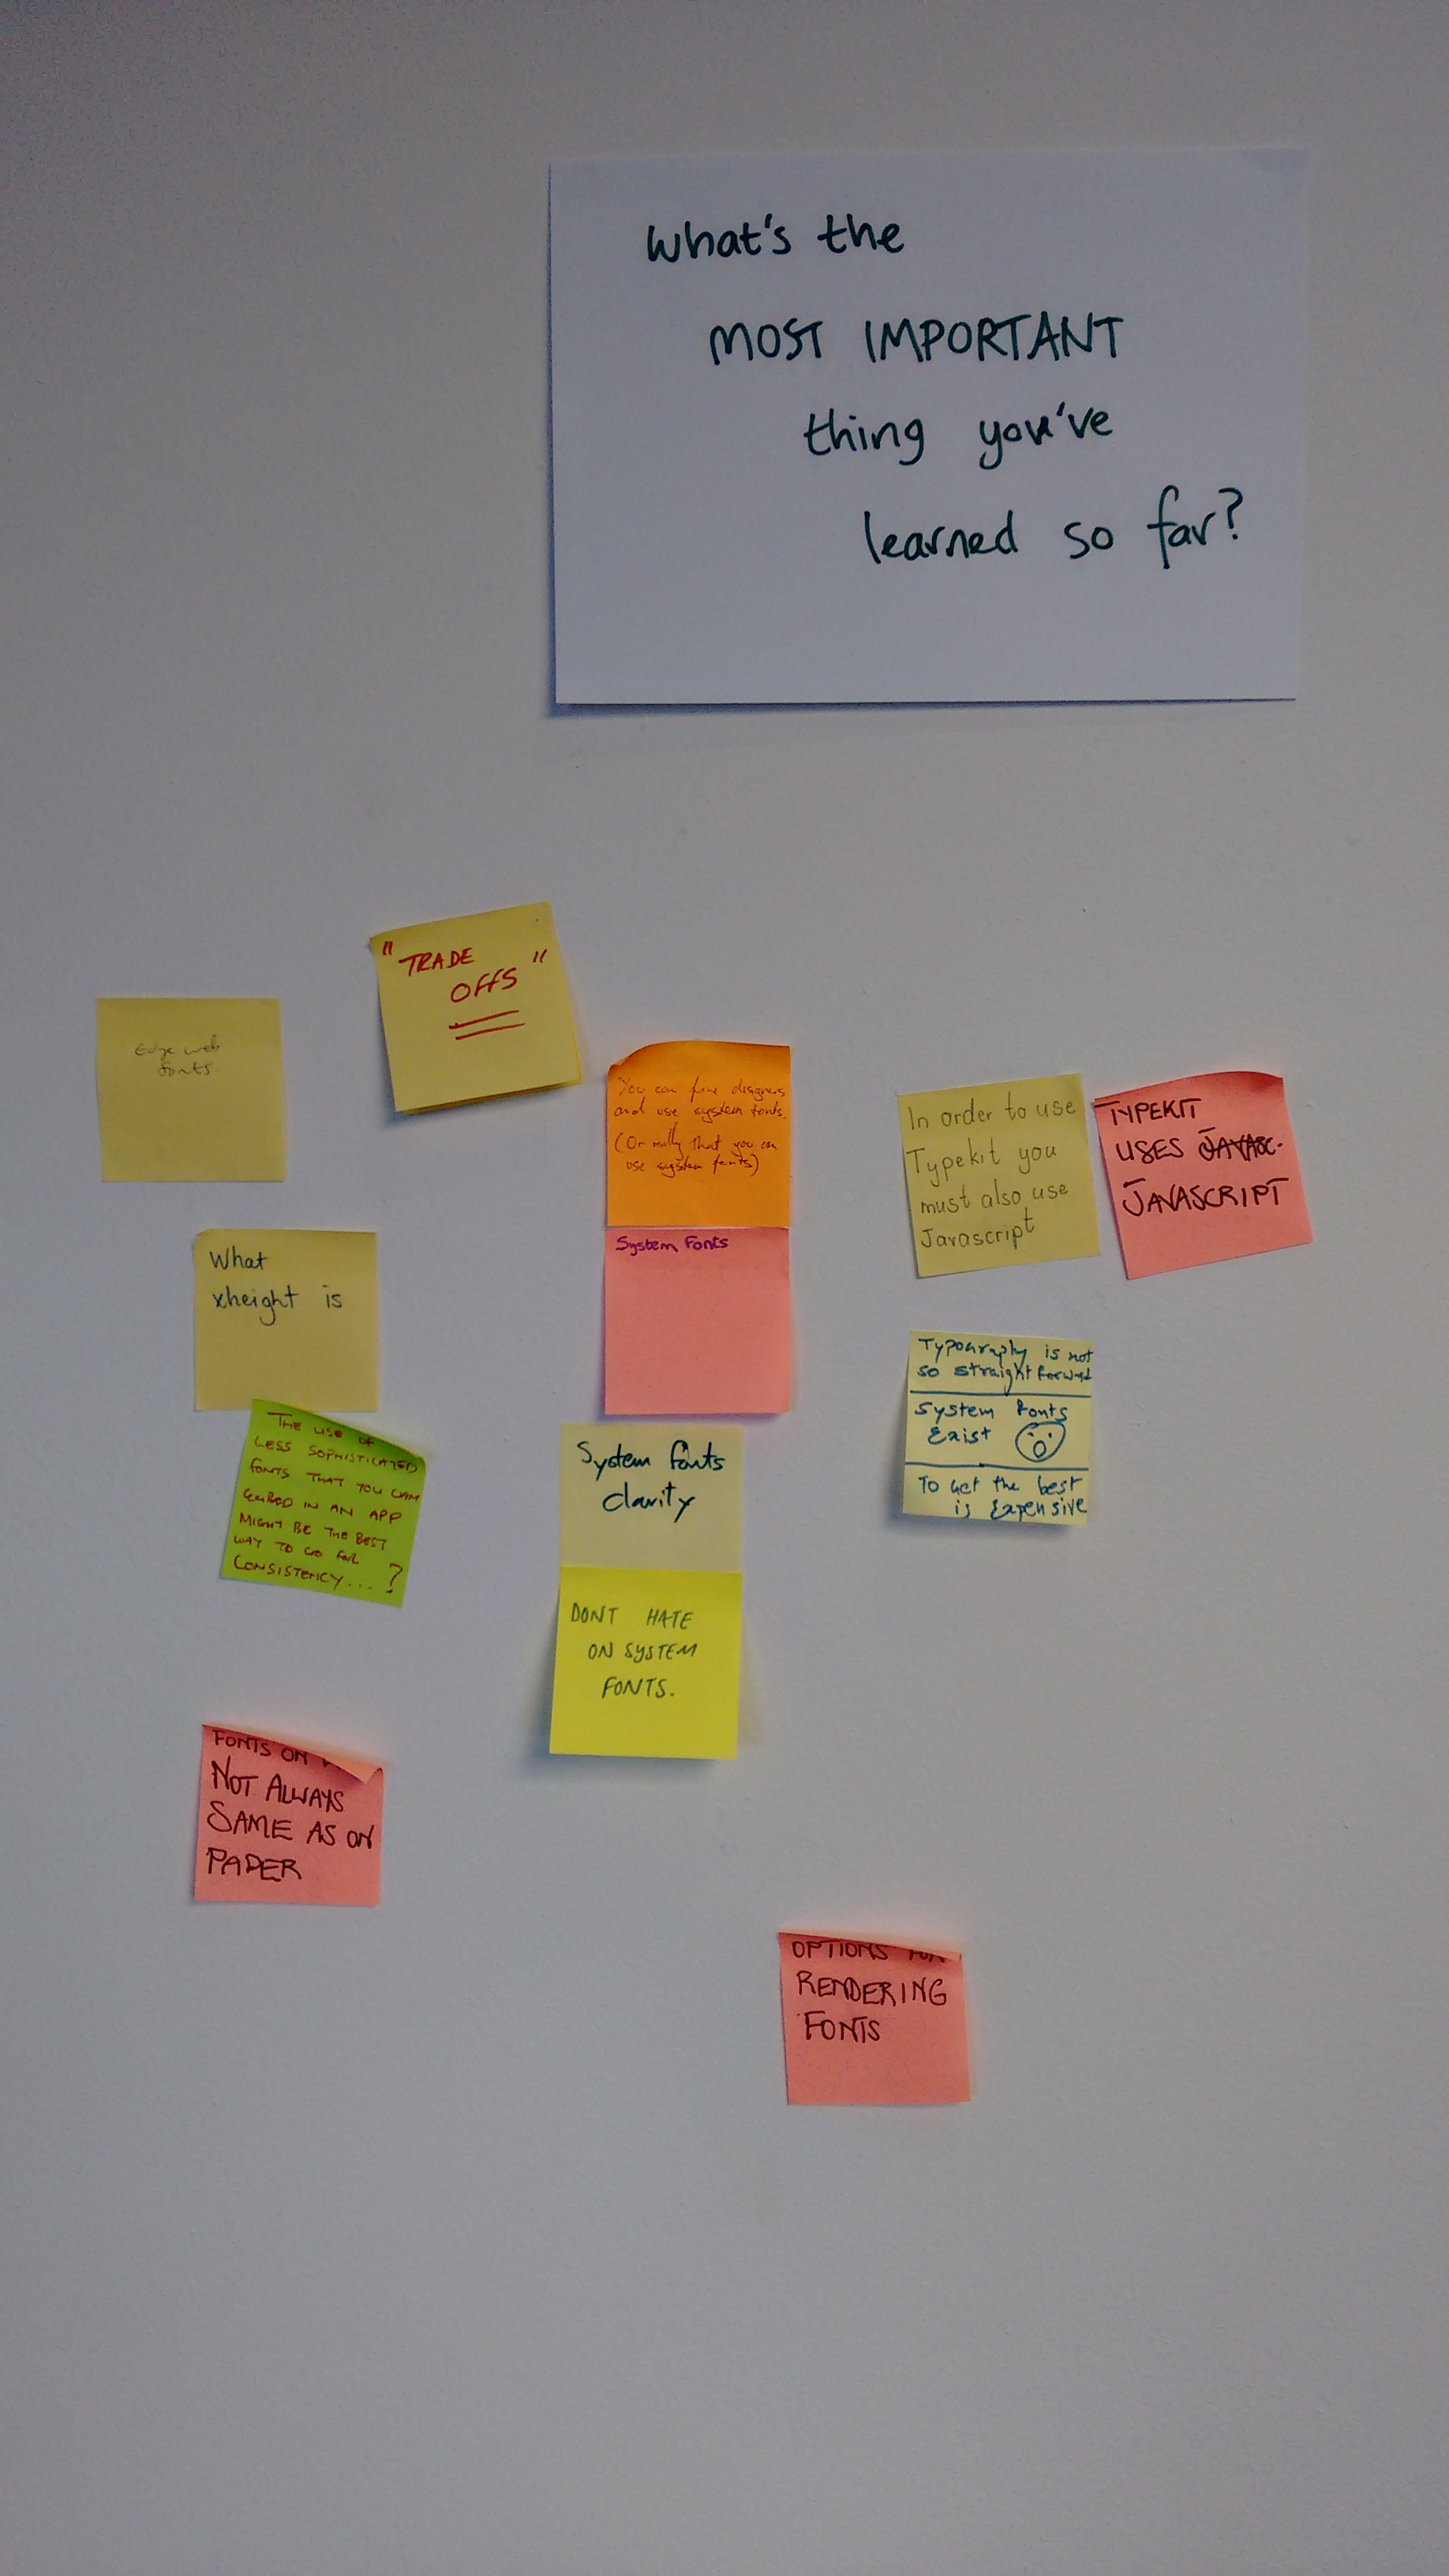 What's the
MOST IMPORTANT
thing you've
learned so far?
"TRADE
OFFS"
Edge web
fonts
You can fire designers
and use system fonts.
(Or really that you can
use system fonts)
In order to use
Typekit you
must also use
Javascript
TYPEKIT
USES JAVASC.
JAVASCRIPT
What
xheight is
System Fonts
Typography is not
so straight forward
System fonts
Exist
To get the best
is Expensive
THE USE OF
LESS SOPHISTICATED
FONTS THAT YOU CAN
EMBED IN AN APP
MIGHT BE THE BEST
WAY TO GO FOR
CONSISTENCY...?
System fonts
clarity
DONT HATE
ON SYSTEM
FONTS.
FONTS ON
NOT ALWAYS
SAME AS ON
PAPER
OPTIONS FOR
RENDERING
FONTS